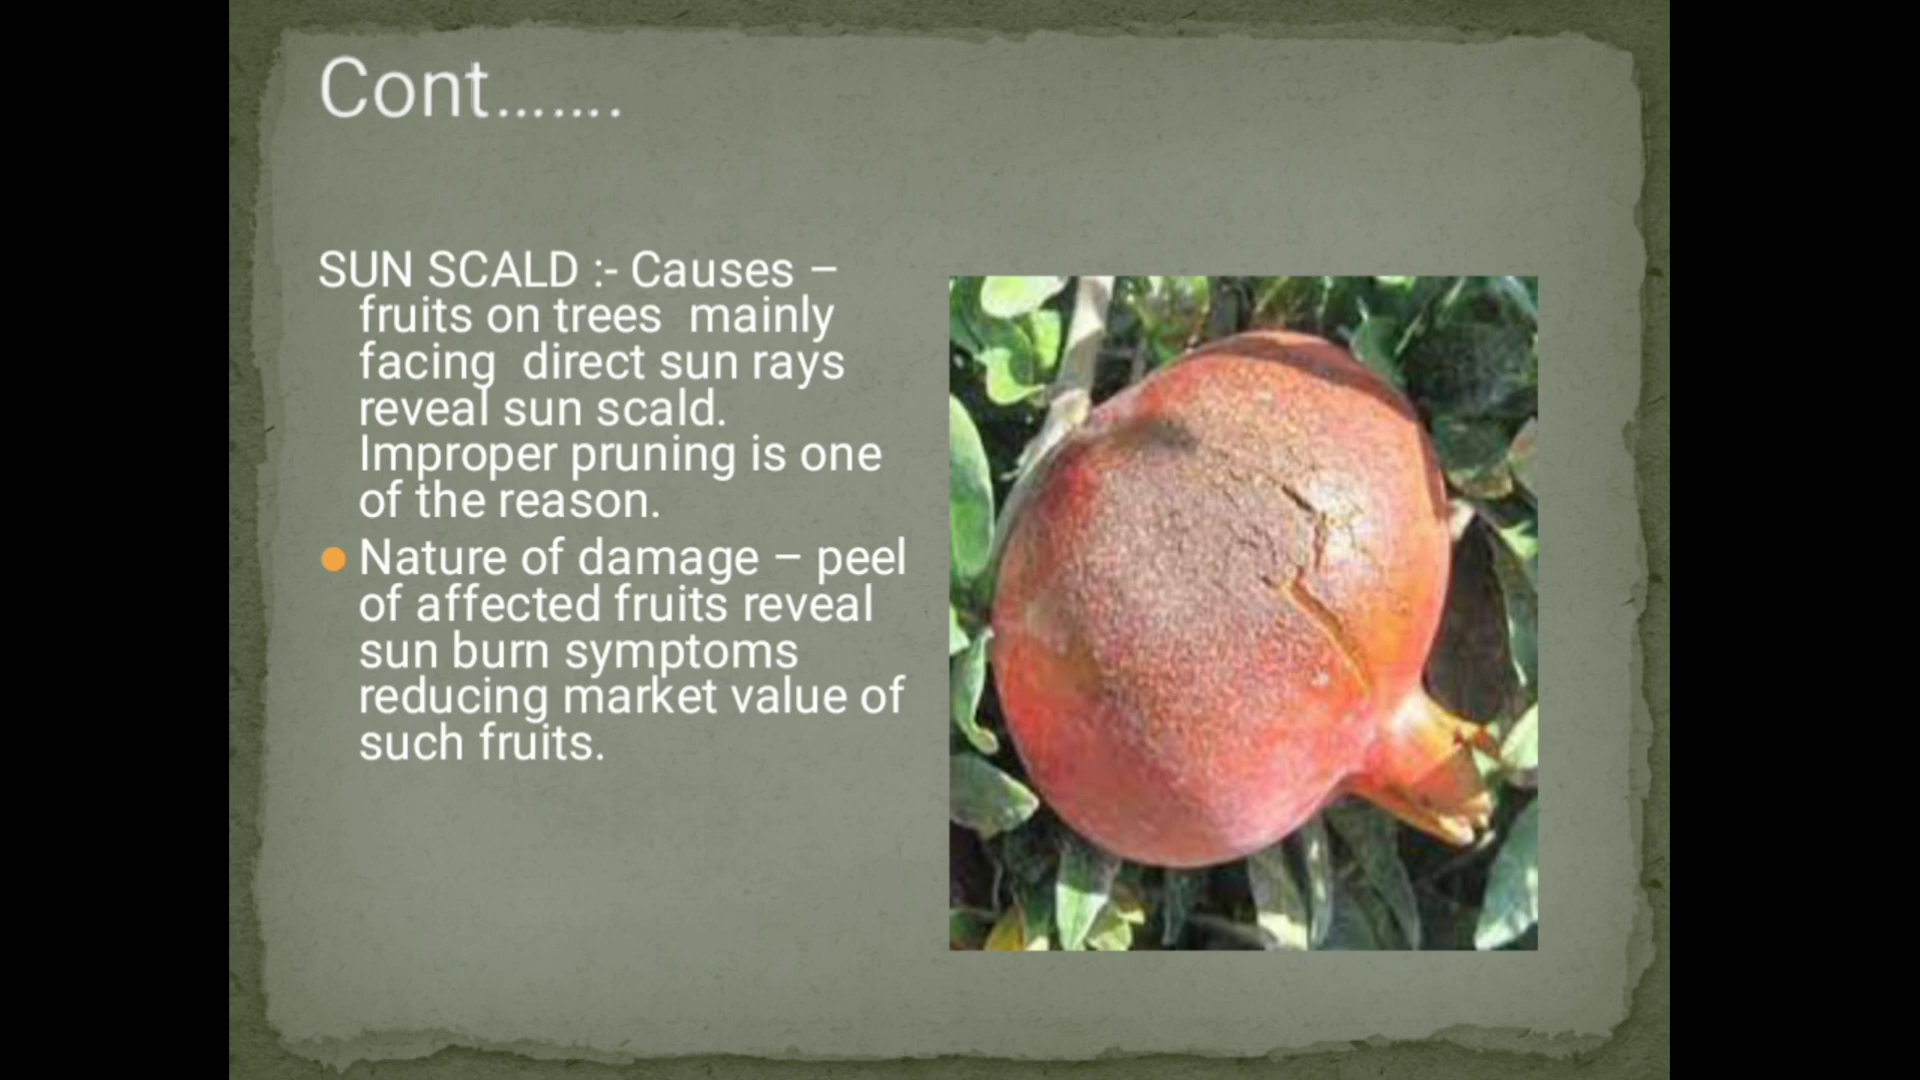 Cont.......
SUN SCALD :- Causes –
fruits on trees  mainly
facing  direct sun rays
reveal sun scald.
Improper pruning is one
of the reason.
Nature of damage – peel
of affected fruits reveal
sun burn symptoms
reducing market value of
such fruits.